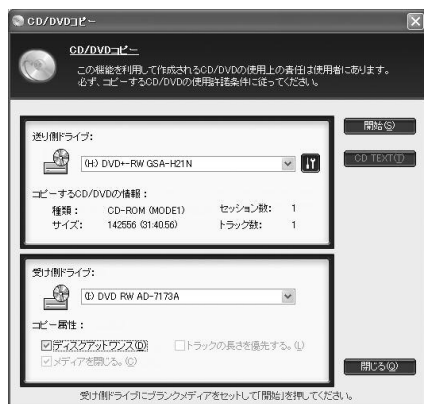 CD/DVDコピー
CD/DVDコピー
この機能を利用して作成されるCD/DVDの使用上の責任は使用者にあります。
必ず、コピーするCD/DVDの使用許諾条件に従ってください。
送り側ドライブ:
(H:) DVD+-RW GSA-H21N
コピーするCD/DVDの情報:
種類: CD-ROM (MODE1) セッション数: 1
サイズ: 142556 (31:40.56) トラック数: 1
開始(S)
CD TEXT(T)
受け側ドライブ:
(I:) DVD RW AD-7173A
コピー属性:
ディスクアットワンス(D) トラックの長さを優先する。(L)
メディアを閉じる。(C)
閉じる(Q)
受け側ドライブにブランクメディアをセットして「開始」を押してください。